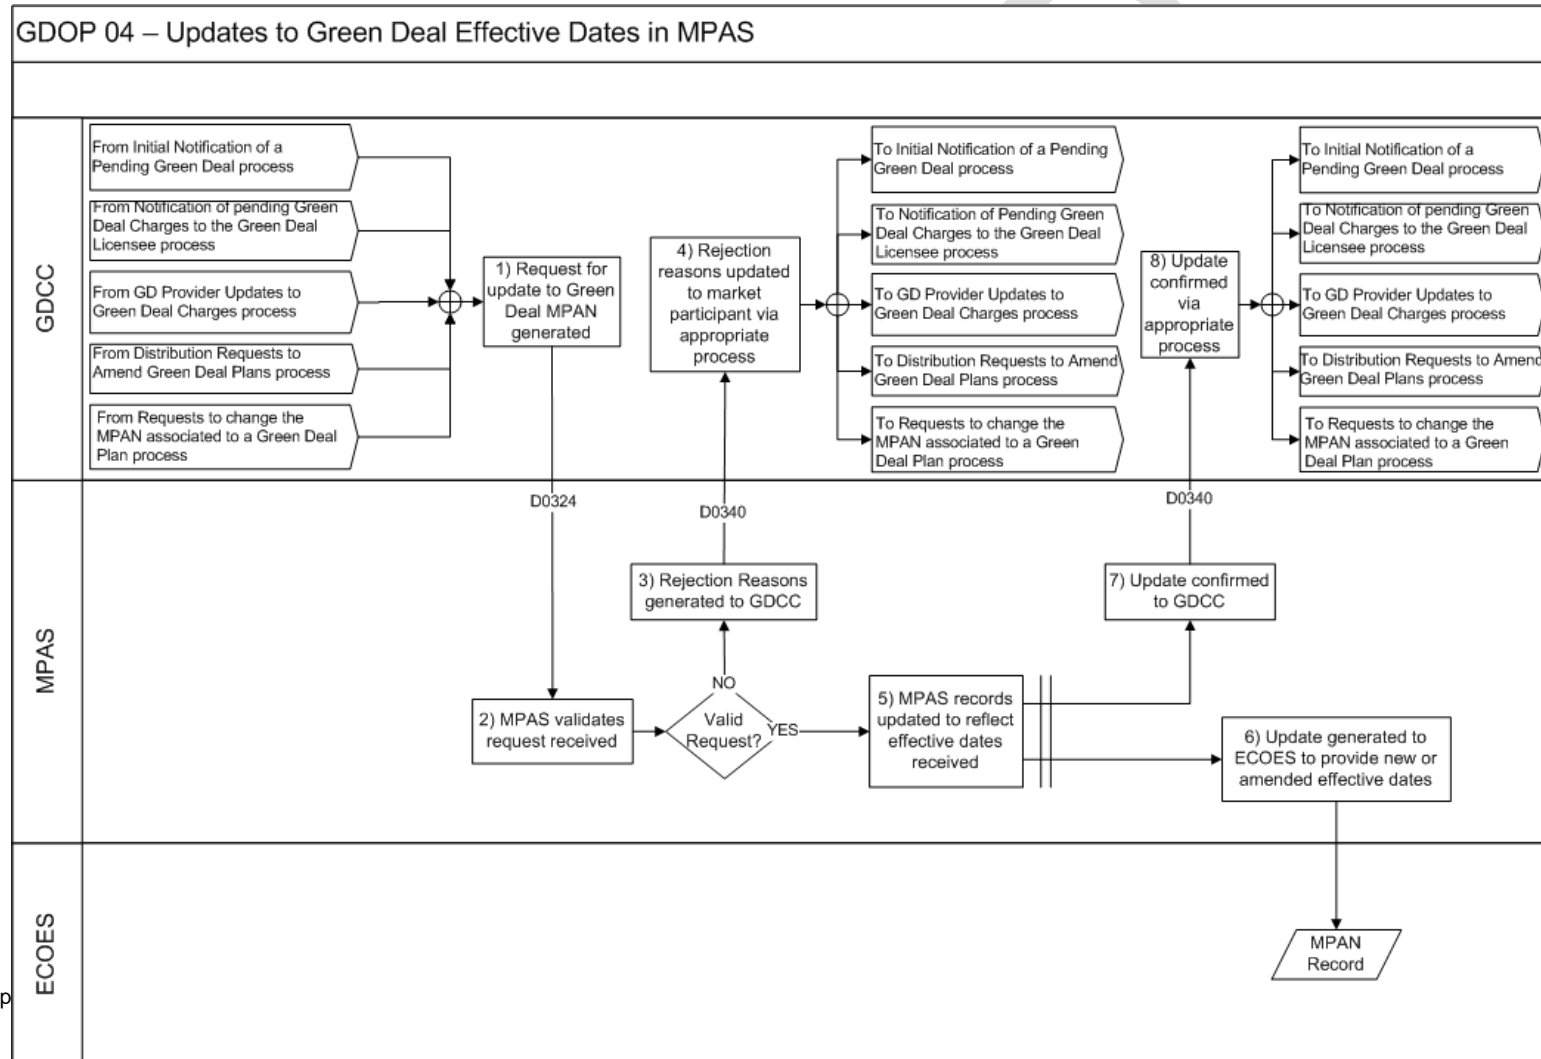 GDOP 04 – Updates to Green Deal Effective Dates in MPAS
GDCC
From Initial Notification of a
Pending Green Deal process
From Notification of pending Green
Deal Charges to the Green Deal
Licensee process
From GD Provider Updates to
Green Deal Charges process
From Distribution Requests to
Amend Green Deal Plans process
From Requests to change the
MPAN associated to a Green Deal
Plan process
1) Request for
update to Green
Deal MPAN
generated
4) Rejection
reasons updated
to market
participant via
appropriate
process
To Initial Notification of a Pending
Green Deal process
To Notification of Pending Green
Deal Charges to the Green Deal
Licensee process
To GD Provider Updates to
Green Deal Charges process
To Distribution Requests to Amend
Green Deal Plans process
To Requests to change the
MPAN associated to a Green
Deal Plan process
8) Update
confirmed
via
appropriate
process
To Initial Notification of a
Pending Green Deal process
To Notification of pending Green
Deal Charges to the Green Deal
Licensee process
To GD Provider Updates to
Green Deal Charges process
To Distribution Requests to Amend
Green Deal Plans process
To Requests to change the
MPAN associated to a Green
Deal Plan process
D0324
D0340
D0340
MPAS
3) Rejection Reasons
generated to GDCC
7) Update confirmed
to GDCC
2) MPAS validates
request received
NO
Valid
Request?
YES
5) MPAS records
updated to reflect
effective dates
received
6) Update generated to
ECOES to provide new or
amended effective dates
ECOES
MPAN
Record
p